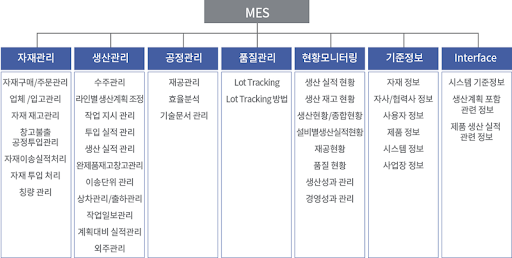 MES
자재관리
생산관리
공정관리
품질관리
현황모니터링
기준정보
Interface
자재구매/주문관리
업체 /입고관리
자재 재고관리
창고불출
공정투입관리
자재이송실적처리
자재 투입 처리
칭량 관리
수주관리
라인별생산계획 조정
작업 지시 관리
투입 실적 관리
생산 실적 관리
완제품재고창고관리
이송단위 관리
상차관리/출하관리
작업일보관리
계획대비 실적관리
외주관리
재공관리
효율분석
기술문서 관리
Lot Tracking
Lot Tracking 방법
생산 실적 현황
생산 재고 현황
생산현황/종합현황
설비별생산실적현황
재공현황
품질 현황
생산성과 관리
경영성과 관리
자재 정보
자사/협력사 정보
사용자 정보
제품 정보
시스템 정보
사업장 정보
시스템 기준정보
생산계획 포함
관련 정보
제품 생산 실적
관련 정보